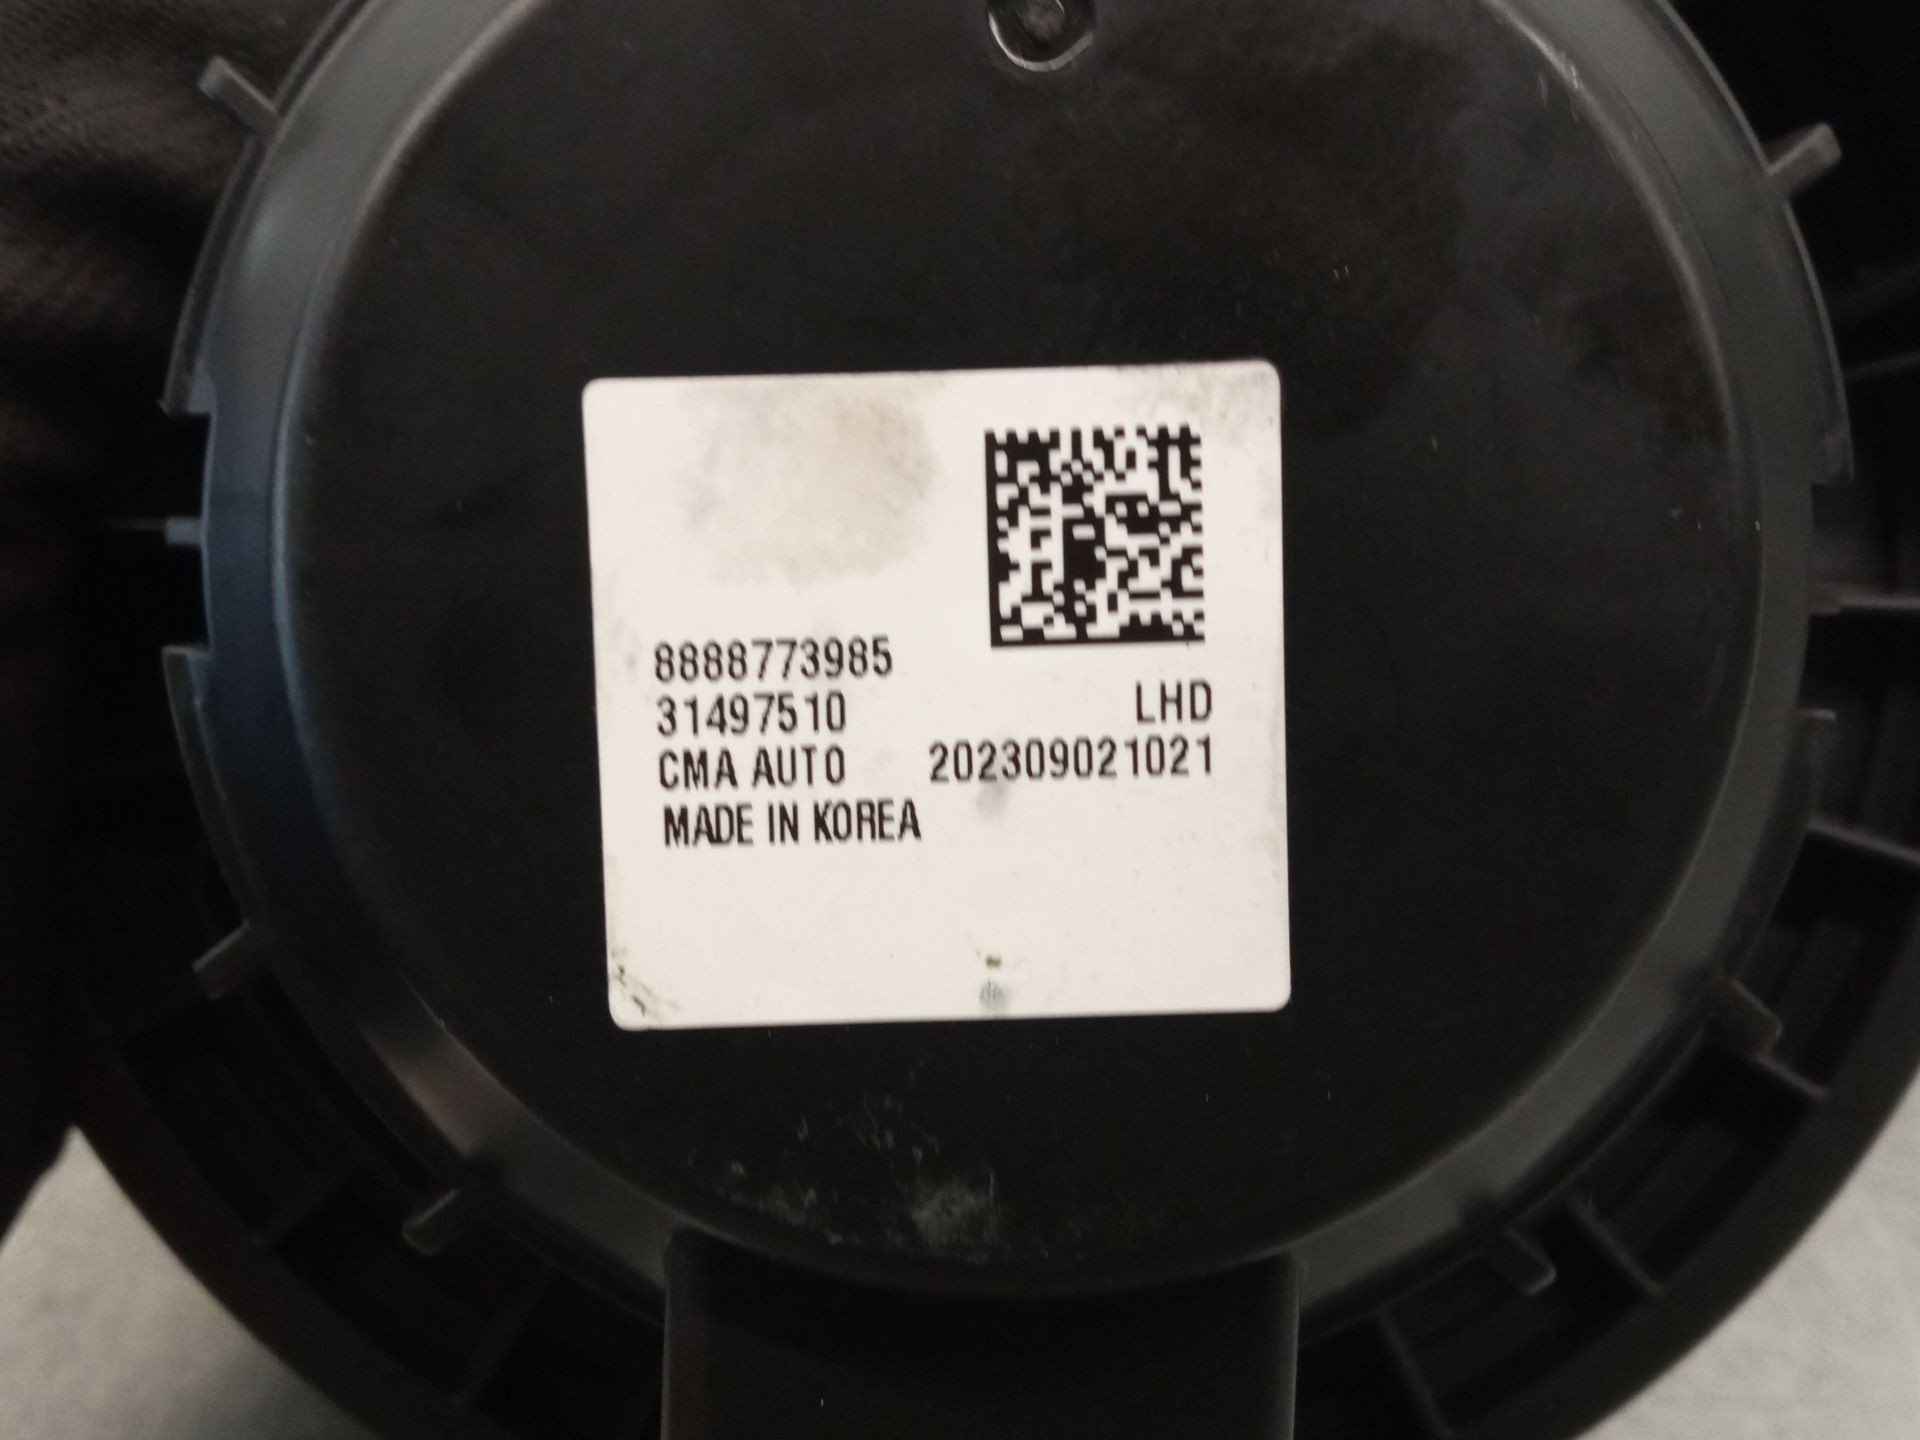 8888773985
31497510 LHD
CMA AUTO 202309021021
MADE IN KOREA